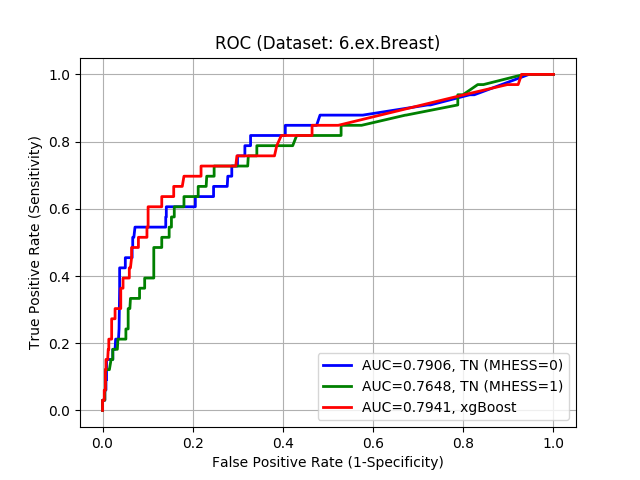 ROC (Dataset: 6.ex.Breast)
True Positive Rate (Sensitivity)
1.0
0.8
0.6
0.4
0.2
0.0
AUC=0.7906, TN (MHESS=0)
AUC=0.7648, TN (MHESS=1)
AUC=0.7941, xgBoost
0.0 0.2 0.4 0.6 0.8 1.0
False Positive Rate (1-Specificity)